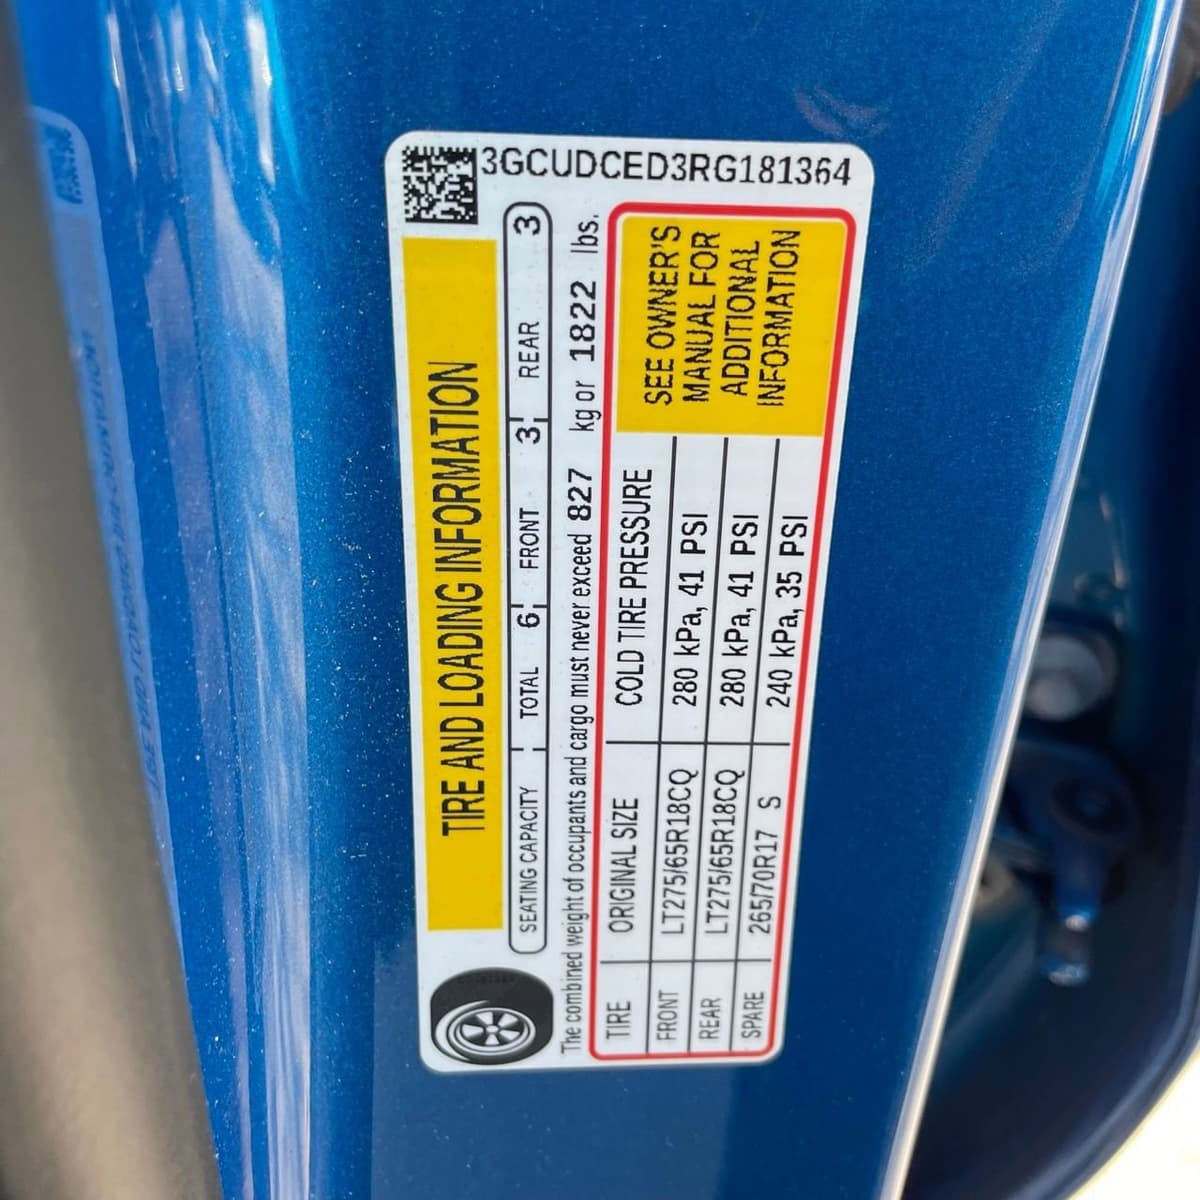 3GCUDCED3RG181364
TIRE AND LOADING INFORMATION
SEATING CAPACITY TOTAL 6 FRONT 3 REAR 3
The combined weight of occupants and cargo must never exceed 827 kg or 1822 lbs.
TIRE ORIGINAL SIZE COLD TIRE PRESSURE
FRONT LT275/65R18CQ 280 kPa, 41 PSI
REAR LT275/65R18CQ 280 kPa, 41 PSI
SPARE 265/70R17 S 240 kPa, 35 PSI
SEE OWNER'S
MANUAL FOR
ADDITIONAL
INFORMATION